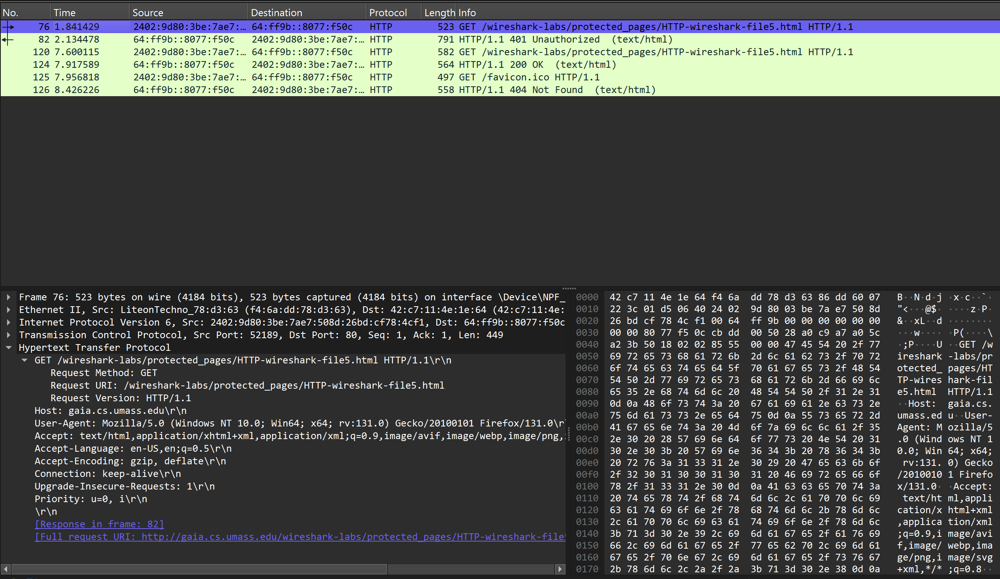 No. Time Source Destination Protocol Length Info
76 1.841429 2402:9d80:3be:7ae7:… 64:ff9b::8077:f50c HTTP 523 GET /wireshark-labs/protected_pages/HTTP-wireshark-file5.html HTTP/1.1
82 2.134478 64:ff9b::8077:f50c 2402:9d80:3be:7ae7:… HTTP 791 HTTP/1.1 401 Unauthorized  (text/html)
120 7.600115 2402:9d80:3be:7ae7:… 64:ff9b::8077:f50c HTTP 582 GET /wireshark-labs/protected_pages/HTTP-wireshark-file5.html HTTP/1.1
124 7.917589 64:ff9b::8077:f50c 2402:9d80:3be:7ae7:… HTTP 564 HTTP/1.1 200 OK  (text/html)
125 7.956818 2402:9d80:3be:7ae7:… 64:ff9b::8077:f50c HTTP 497 GET /favicon.ico HTTP/1.1
126 8.426226 64:ff9b::8077:f50c 2402:9d80:3be:7ae7:… HTTP 558 HTTP/1.1 404 Not Found  (text/html)
Frame 76: 523 bytes on wire (4184 bits), 523 bytes captured (4184 bits) on interface \Device\NPF_
Ethernet II, Src: LiteonTechno_78:d3:63 (f4:6a:dd:78:d3:63), Dst: 42:c7:11:4e:1e:64 (42:c7:11:4e:
Internet Protocol Version 6, Src: 2402:9d80:3be:7ae7:508d:26bd:cf78:4cf1, Dst: 64:ff9b::8077:f50c
Transmission Control Protocol, Src Port: 52189, Dst Port: 80, Seq: 1, Ack: 1, Len: 449
Hypertext Transfer Protocol
GET /wireshark-labs/protected_pages/HTTP-wireshark-file5.html HTTP/1.1\r\n
Request Method: GET
Request URI: /wireshark-labs/protected_pages/HTTP-wireshark-file5.html
Request Version: HTTP/1.1
Host: gaia.cs.umass.edu\r\n
User-Agent: Mozilla/5.0 (Windows NT 10.0; Win64; x64; rv:131.0) Gecko/20100101 Firefox/131.0\r\
Accept: text/html,application/xhtml+xml,application/xml;q=0.9,image/avif,image/webp,image/png,
Accept-Language: en-US,en;q=0.5\r\n
Accept-Encoding: gzip, deflate\r\n
Connection: keep-alive\r\n
Upgrade-Insecure-Requests: 1\r\n
Priority: u=0, i\r\n
\r\n
[Response in frame: 82]
[Full request URI: http://gaia.cs.umass.edu/wireshark-labs/protected_pages/HTTP-wireshark-file
0000 42 c7 11 4e 1e 64 f4 6a dd 78 d3 63 86 dd 60 07 B··N·d·j ·x·c··`·
0010 22 3c 01 d5 06 40 24 02 9d 80 03 be 7a e7 50 8d "<···@$· ····z·P·
0020 26 bd cf 78 4c f1 00 64 ff 9b 00 00 00 00 00 00 &··xL··d ········
0030 00 00 80 77 f5 0c cb dd 00 50 28 a0 c9 a7 a0 5c ···w···· ·P(····\
0040 a2 3b 50 18 02 02 85 55 00 00 47 45 54 20 2f 77 ·;P····U ··GET /w
0050 69 72 65 73 68 61 72 6b 2d 6c 61 62 73 2f 70 72 ireshark -labs/pr
0060 6f 74 65 63 74 65 64 5f 70 61 67 65 73 2f 48 54 otected_ pages/HT
0070 54 50 2d 77 69 72 65 73 68 61 72 6b 2d 66 69 6c TP-wires hark-fil
0080 65 35 2e 68 74 6d 6c 20 48 54 54 50 2f 31 2e 31 e5.html  HTTP/1.1
0090 0d 0a 48 6f 73 74 3a 20 67 61 69 61 2e 63 73 2e ··Host:  gaia.cs.
00a0 75 6d 61 73 73 2e 65 64 75 0d 0a 55 73 65 72 2d umass.ed u··User-
00b0 41 67 65 6e 74 3a 20 4d 6f 7a 69 6c 6c 61 2f 35 Agent: M ozilla/5
00c0 2e 30 20 28 57 69 6e 64 6f 77 73 20 4e 54 20 31 .0 (Wind ows NT 1
00d0 30 2e 30 3b 20 57 69 6e 36 34 3b 20 78 36 34 3b 0.0; Win 64; x64;
00e0 20 72 76 3a 31 33 31 2e 30 29 20 47 65 63 6b 6f  rv:131. 0) Gecko
00f0 2f 32 30 31 30 30 31 30 31 20 46 69 72 65 66 6f /2010010 1 Firefo
0100 78 2f 31 33 31 2e 30 0d 0a 41 63 63 65 70 74 3a x/131.0· ·Accept:
0110 20 74 65 78 74 2f 68 74 6d 6c 2c 61 70 70 6c 69  text/ht ml,appli
0120 63 61 74 69 6f 6e 2f 78 68 74 6d 6c 2b 78 6d 6c cation/x html+xml
0130 2c 61 70 70 6c 69 63 61 74 69 6f 6e 2f 78 6d 6c ,applica tion/xml
0140 3b 71 3d 30 2e 39 2c 69 6d 61 67 65 2f 61 76 69 ;q=0.9,i mage/avi
0150 66 2c 69 6d 61 67 65 2f 77 65 62 70 2c 69 6d 61 f,image/ webp,ima
0160 67 65 2f 70 6e 67 2c 69 6d 61 67 65 2f 73 76 67 ge/png,i mage/svg
0170 2b 78 6d 6c 2c 2a 2f 2a 3b 71 3d 30 2e 38 0d 0a +xml,*/* ;q=0.8··